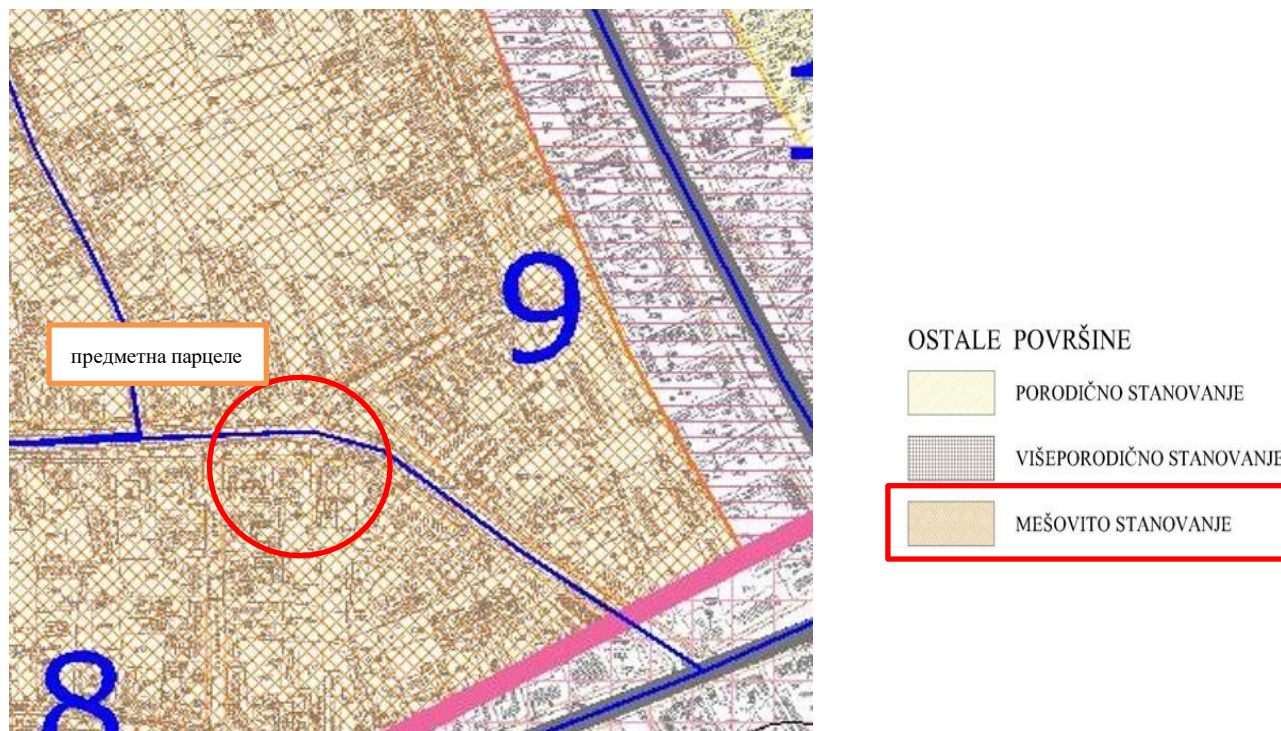 9
предметна парцеле
8
OSTALE POVRŠINE
PORODIČNO STANOVANJE
VIŠEPORODIČNO STANOVANJE
MEŠOVITO STANOVANJE